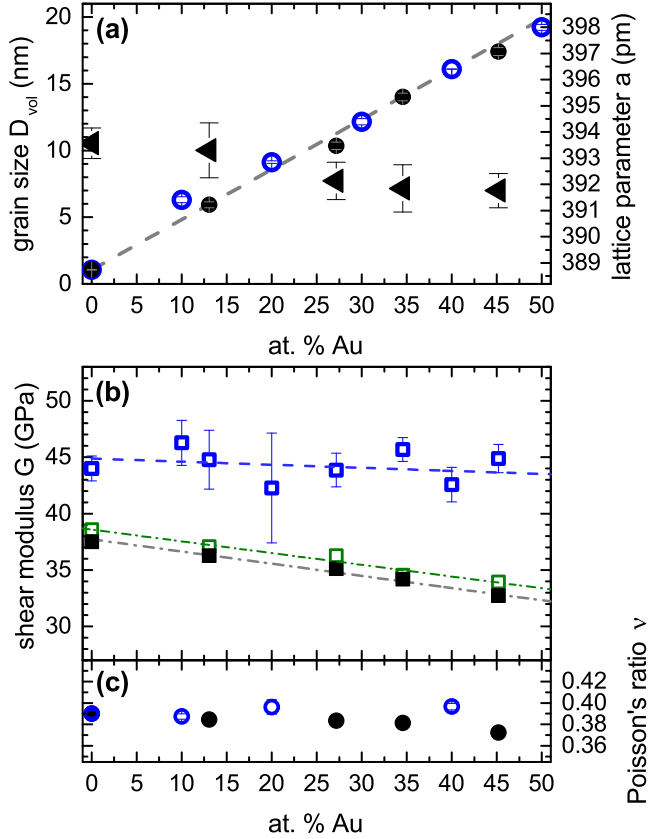 (a)
grain size D_vol (nm)
20
15
10
5
0
lattice parameter a (pm)
398
397
396
395
394
393
392
391
390
389
0 5 10 15 20 25 30 35 40 45 50
at. % Au
(b)
shear modulus G (GPa)
50
45
40
35
30
(c)
Poisson's ratio ν
0.42
0.40
0.38
0.36
0 5 10 15 20 25 30 35 40 45 50
at. % Au